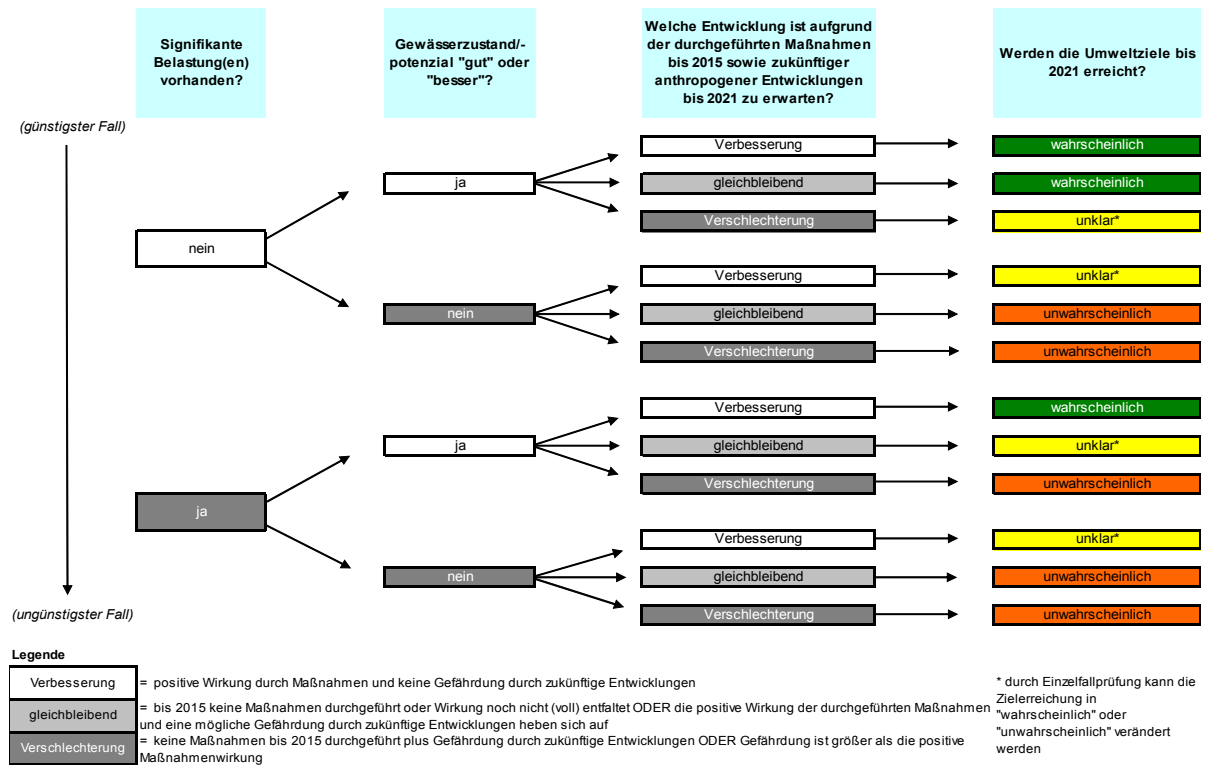 Signifikante
Belastung(en)
vorhanden?
Gewässerzustand/-
potenzial "gut" oder
"besser"?
Welche Entwicklung ist aufgrund
der durchgeführten Maßnahmen
bis 2015 sowie zukünftiger
anthropogener Entwicklungen
bis 2021 zu erwarten?
Werden die Umweltziele bis
2021 erreicht?
(günstigster Fall)
nein
ja
Verbesserung
wahrscheinlich
gleichbleibend
wahrscheinlich
Verschlechterung
unklar*
nein
Verbesserung
unklar*
gleichbleibend
unwahrscheinlich
Verschlechterung
unwahrscheinlich
ja
ja
Verbesserung
wahrscheinlich
gleichbleibend
unklar*
Verschlechterung
unwahrscheinlich
nein
Verbesserung
unklar*
gleichbleibend
unwahrscheinlich
Verschlechterung
unwahrscheinlich
(ungünstigster Fall)
Legende
Verbesserung
= positive Wirkung durch Maßnahmen und keine Gefährdung durch zukünftige Entwicklungen
gleichbleibend
= bis 2015 keine Maßnahmen durchgeführt oder Wirkung noch nicht (voll) entfaltet ODER die positive Wirkung der durchgeführten Maßnahmen
und eine mögliche Gefährdung durch zukünftige Entwicklungen heben sich auf
Verschlechterung
= keine Maßnahmen bis 2015 durchgeführt plus Gefährdung durch zukünftige Entwicklungen ODER Gefährdung ist größer als die positive
Maßnahmenwirkung
* durch Einzelfallprüfung kann die
Zielerreichung in
"wahrscheinlich" oder
"unwahrscheinlich" verändert
werden